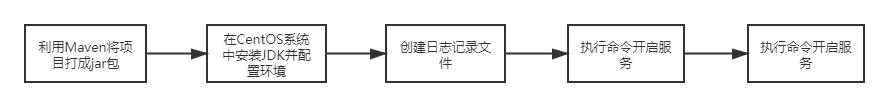 利用Maven将项
目打成jar包
在CentOS系统
中安装JDK并配
置环境
创建日志记录文
件
执行命令开启服
务
执行命令开启服
务